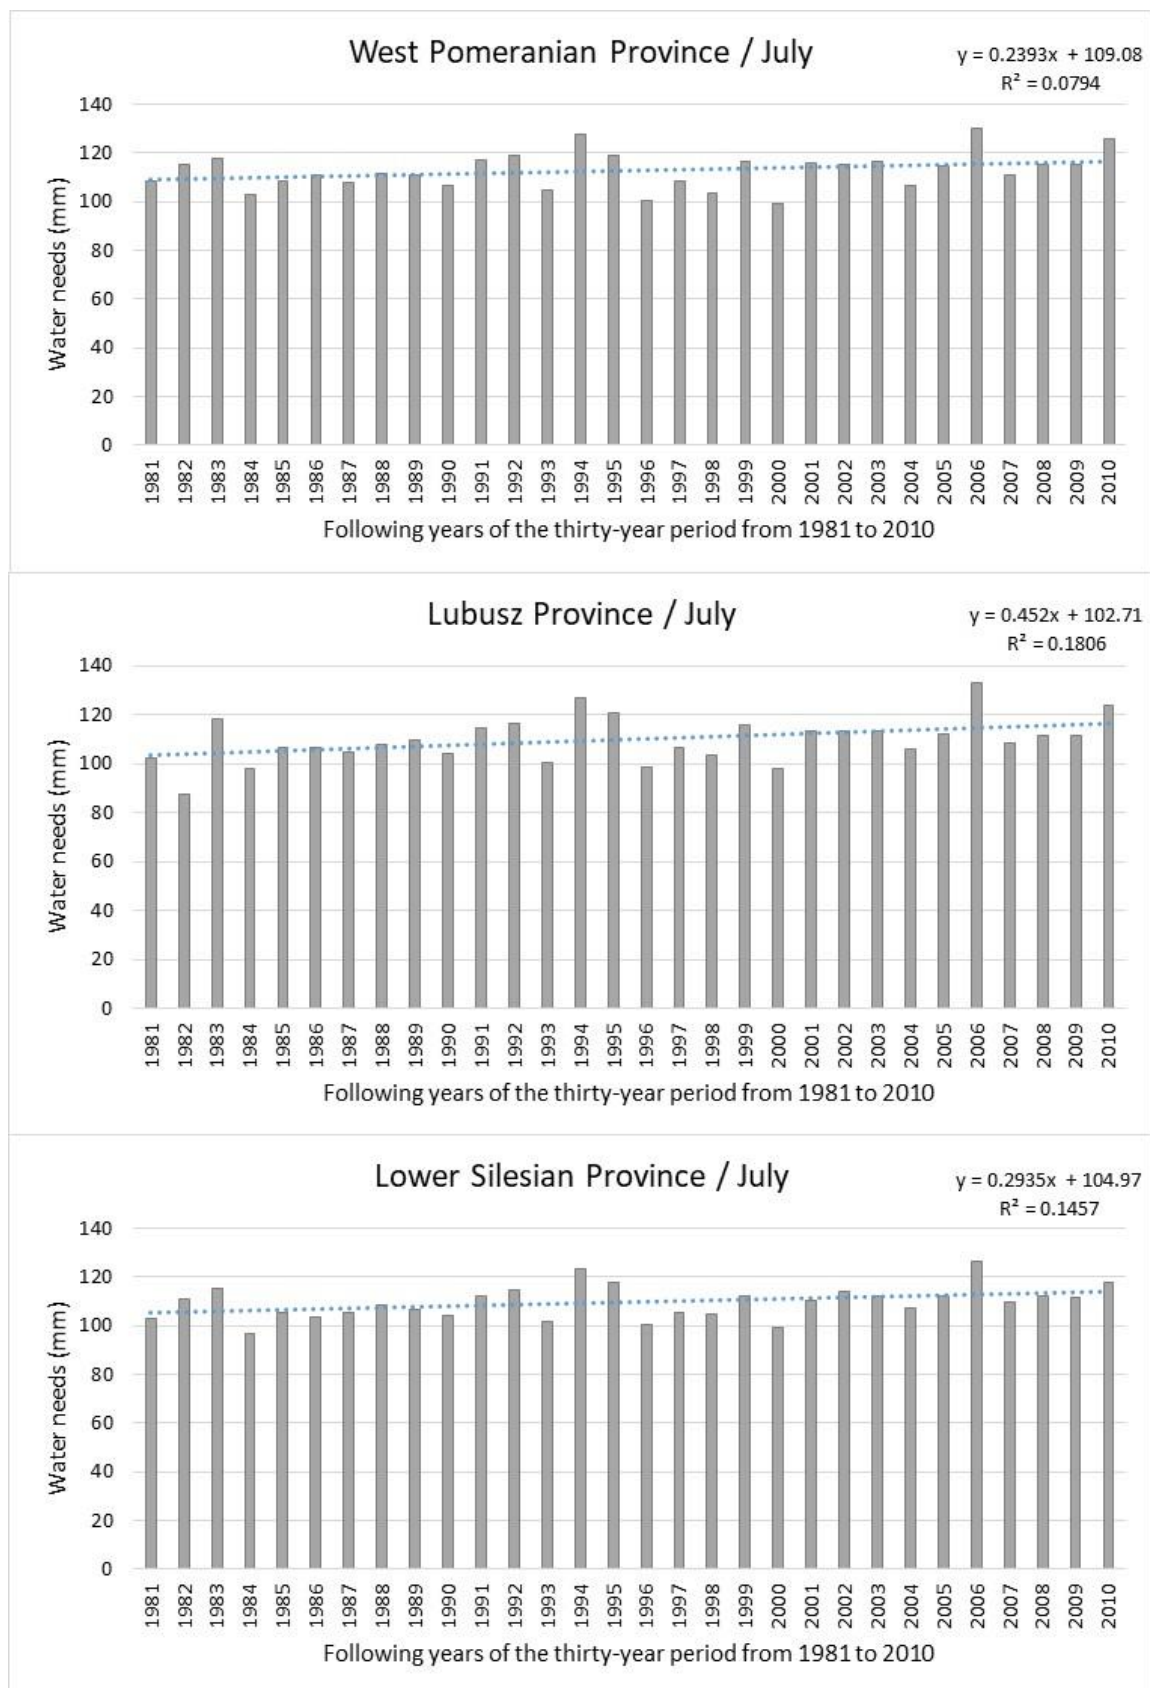 West Pomeranian Province / July
y = 0.2393x + 109.08
R² = 0.0794
Water needs (mm)
140
120
100
80
60
40
20
0
1981 1982 1983 1984 1985 1986 1987 1988 1989 1990 1991 1992 1993 1994 1995 1996 1997 1998 1999 2000 2001 2002 2003 2004 2005 2006 2007 2008 2009 2010
Following years of the thirty-year period from 1981 to 2010
Lubusz Province / July
y = 0.452x + 102.71
R² = 0.1806
Water needs (mm)
140
120
100
80
60
40
20
0
1981 1982 1983 1984 1985 1986 1987 1988 1989 1990 1991 1992 1993 1994 1995 1996 1997 1998 1999 2000 2001 2002 2003 2004 2005 2006 2007 2008 2009 2010
Following years of the thirty-year period from 1981 to 2010
Lower Silesian Province / July
y = 0.2935x + 104.97
R² = 0.1457
Water needs (mm)
140
120
100
80
60
40
20
0
1981 1982 1983 1984 1985 1986 1987 1988 1989 1990 1991 1992 1993 1994 1995 1996 1997 1998 1999 2000 2001 2002 2003 2004 2005 2006 2007 2008 2009 2010
Following years of the thirty-year period from 1981 to 2010